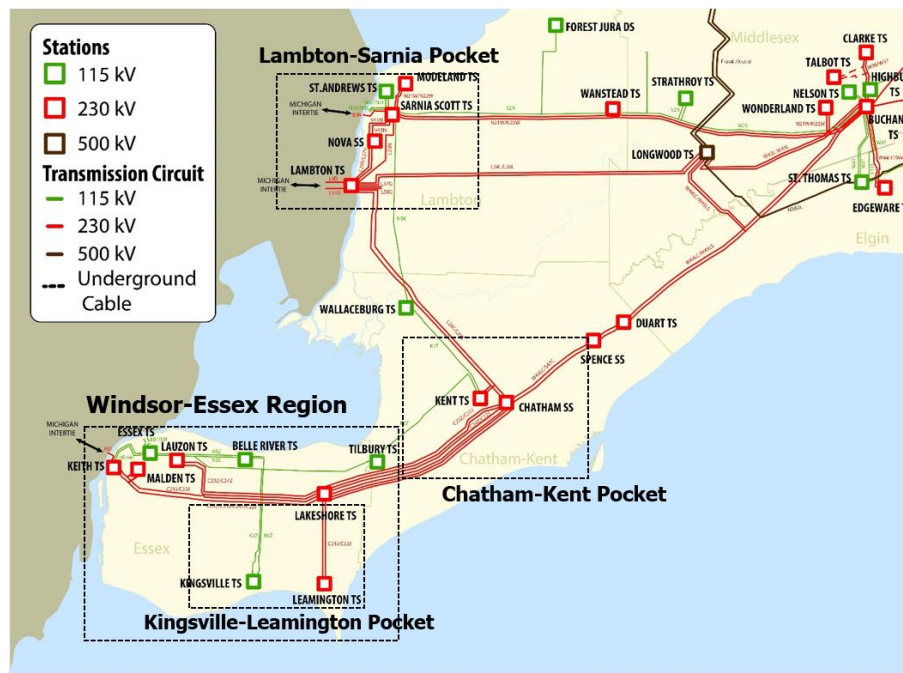 Stations
115 kV
230 kV
500 kV
Transmission Circuit
115 kV
230 kV
500 kV
Underground
Cable
Lambton-Sarnia Pocket
ST.ANDREWS TS
MODELAND TS
MICHIGAN
INTERTIE
SARNIA SCOTT TS
NOVA SS
LAMBTON TS
MICHIGAN
INTERTIE
Lambton
FOREST JURA DS
WANSTEAD TS
STRATHROY TS
Middlesex
CLARKE TS
TALBOT TS
HIGHBU
TS
NELSON TS
WONDERLAND TS
BUCHAN
TS
LONGWOOD TS
ST. THOMAS TS
EDGEWARE T
Elgin
WALLACEBURG TS
DUART TS
SPENCE SS
KENT TS
CHATHAM SS
Chatham-Kent
Chatham-Kent Pocket
Windsor-Essex Region
MICHIGAN
INTERTIE
ESSEX TS
LAUZON TS
BELLE RIVER TS
TILBURY TS
KEITH TS
MALDEN TS
LAKESHORE TS
Essex
KINGSVILLE TS
LEAMINGTON TS
Kingsville-Leamington Pocket